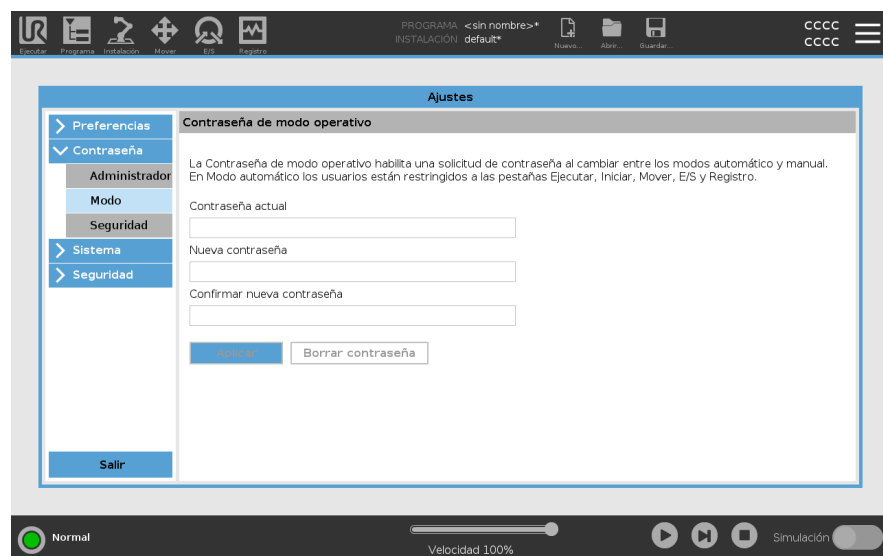 UR
PROGRAMA <sin nombre>*
INSTALACIÓN default*
CCCC
CCCC
Ejecutar Programa Instalación Mover E/S Registro Nuevo... Abrir... Guardar...
Ajustes
Preferencias
Contraseña
Administrador
Modo
Seguridad
Sistema
Seguridad
Salir
Contraseña de modo operativo
La Contraseña de modo operativo habilita una solicitud de contraseña al cambiar entre los modos automático y manual.
En Modo automático los usuarios están restringidos a las pestañas Ejecutar, Iniciar, Mover, E/S y Registro.
Contraseña actual
Nueva contraseña
Confirmar nueva contraseña
Aplicar Borrar contraseña
Normal
Velocidad 100%
Simulación